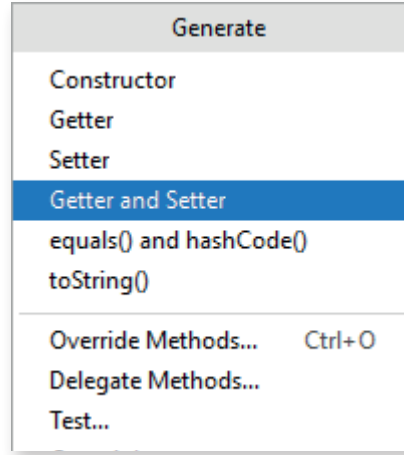 Generate
Constructor
Getter
Setter
Getter and Setter
equals() and hashCode()
toString()
Override Methods... Ctrl+O
Delegate Methods...
Test...